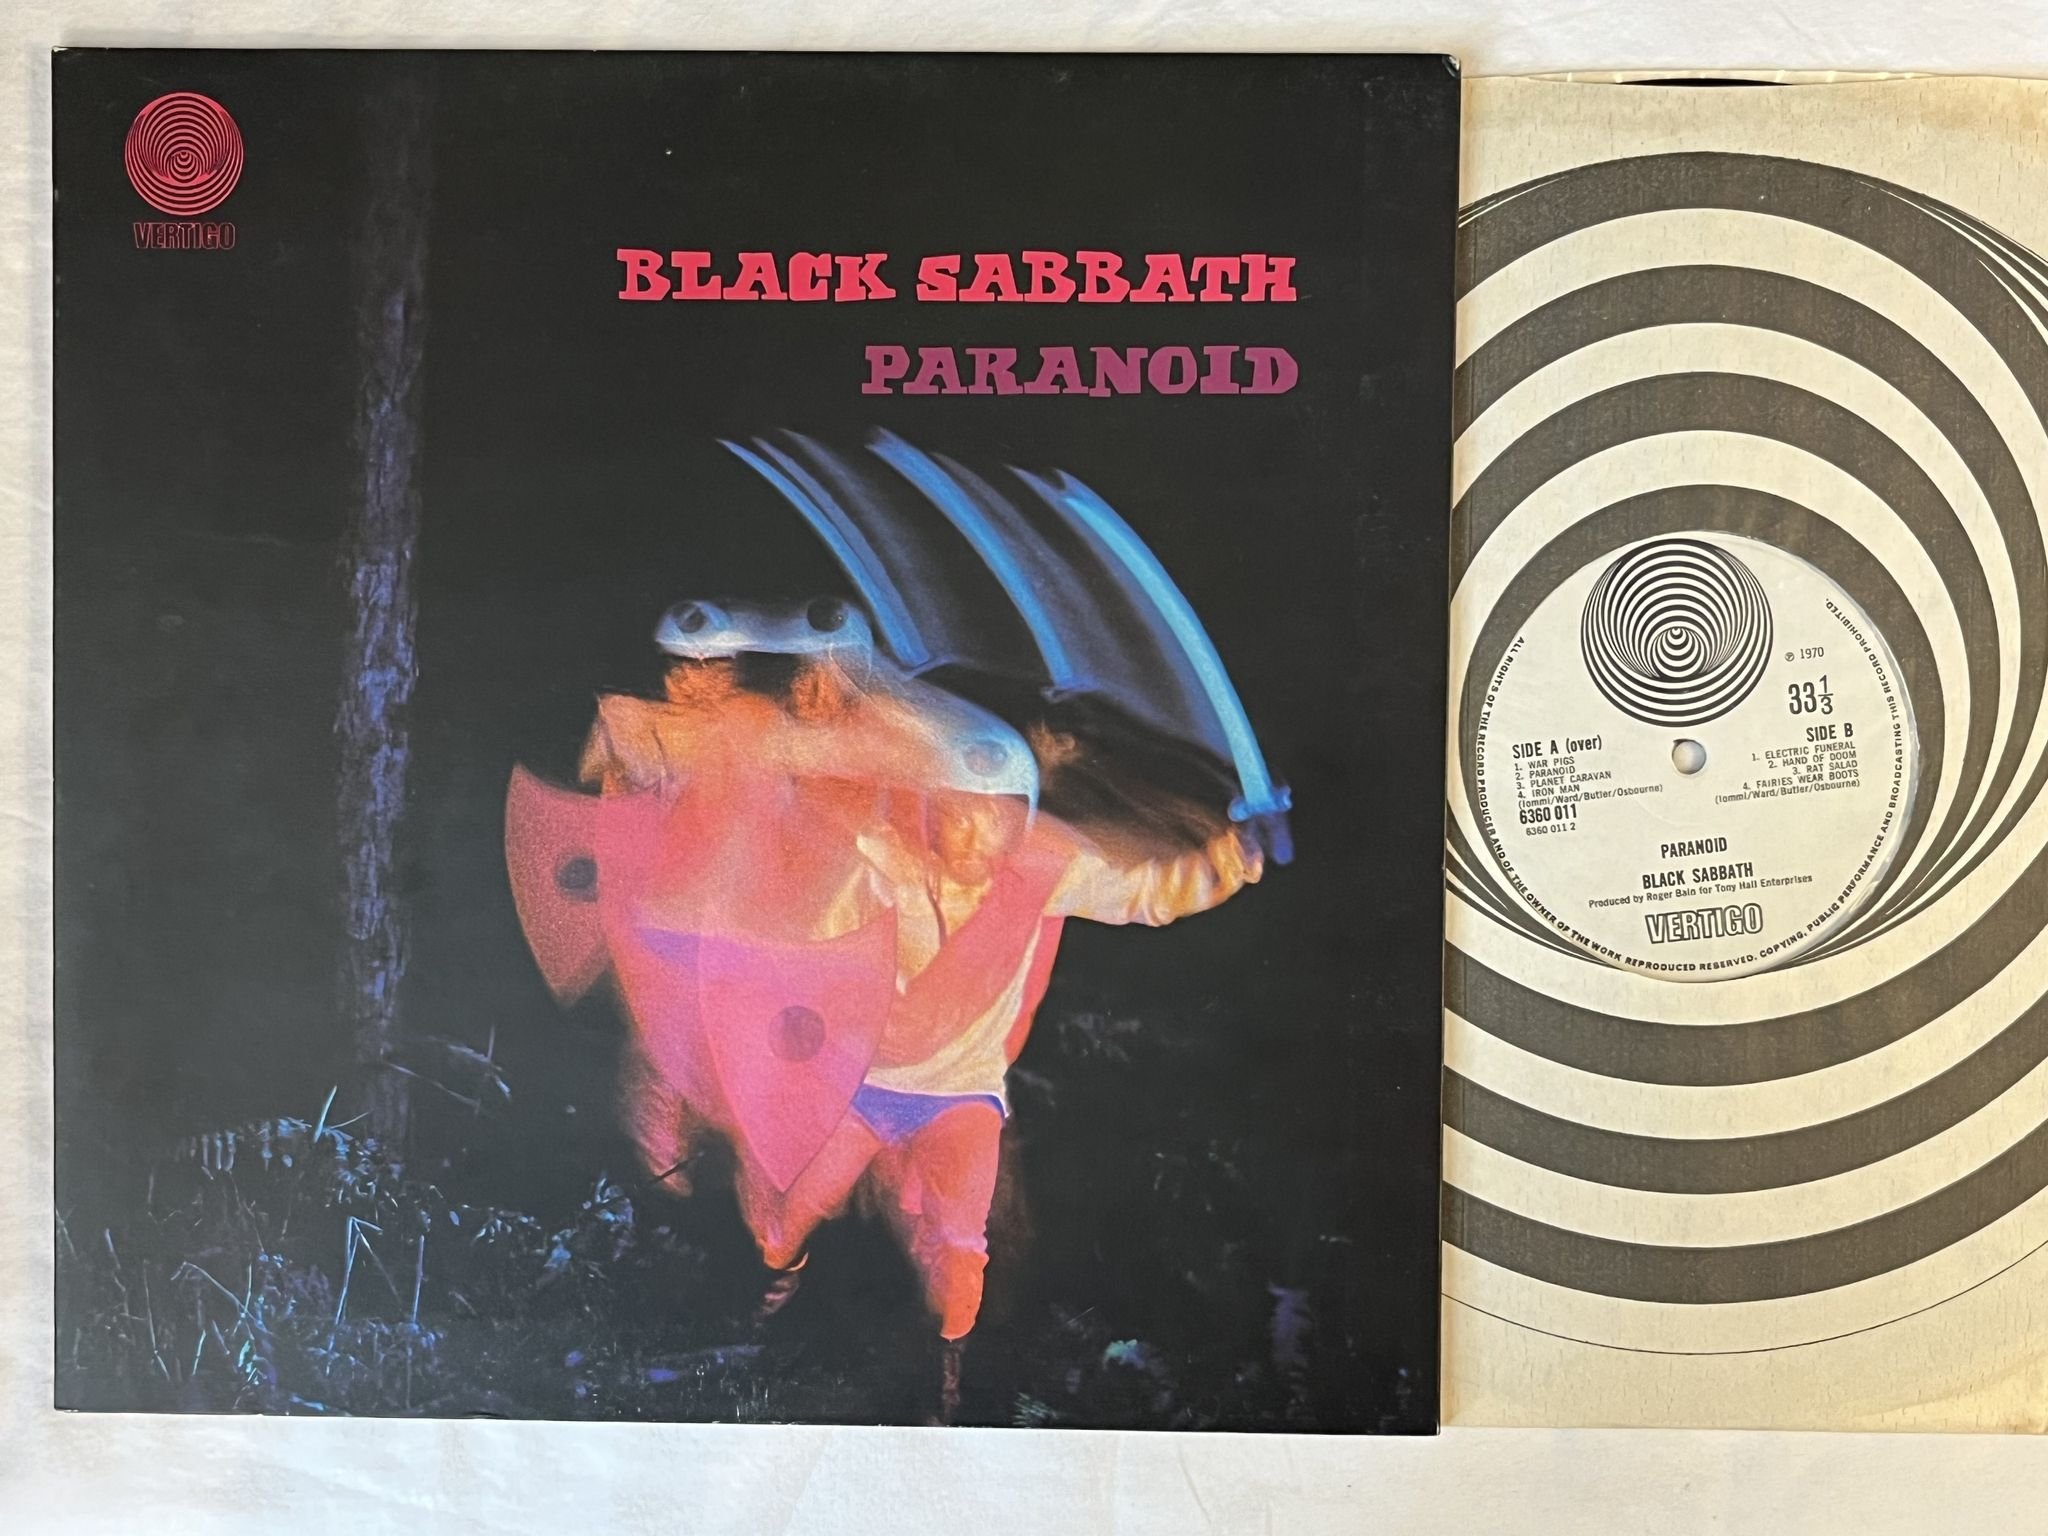 VERTIGO
BLACK SABBATH
PARANOID
℗ 1970
33 1/3
SIDE A (over)
1. WAR PIGS
2. PARANOID
3. PLANET CARAVAN
4. IRON MAN
(Iommi/Ward/Butler/Osbourne)
6360 011
6360 011 2
SIDE B
1. ELECTRIC FUNERAL
2. HAND OF DOOM
3. RAT SALAD
4. FAIRIES WEAR BOOTS
(Iommi/Ward/Butler/Osbourne)
PARANOID
BLACK SABBATH
Produced by Roger Bain for Tony Hall Enterprises
VERTIGO
ALL RIGHTS OF THE RECORD PRODUCER AND OF THE OWNER OF THE WORK REPRODUCED RESERVED. COPYING, PUBLIC PERFORMANCE AND BROADCASTING THIS RECORD PROHIBITED.